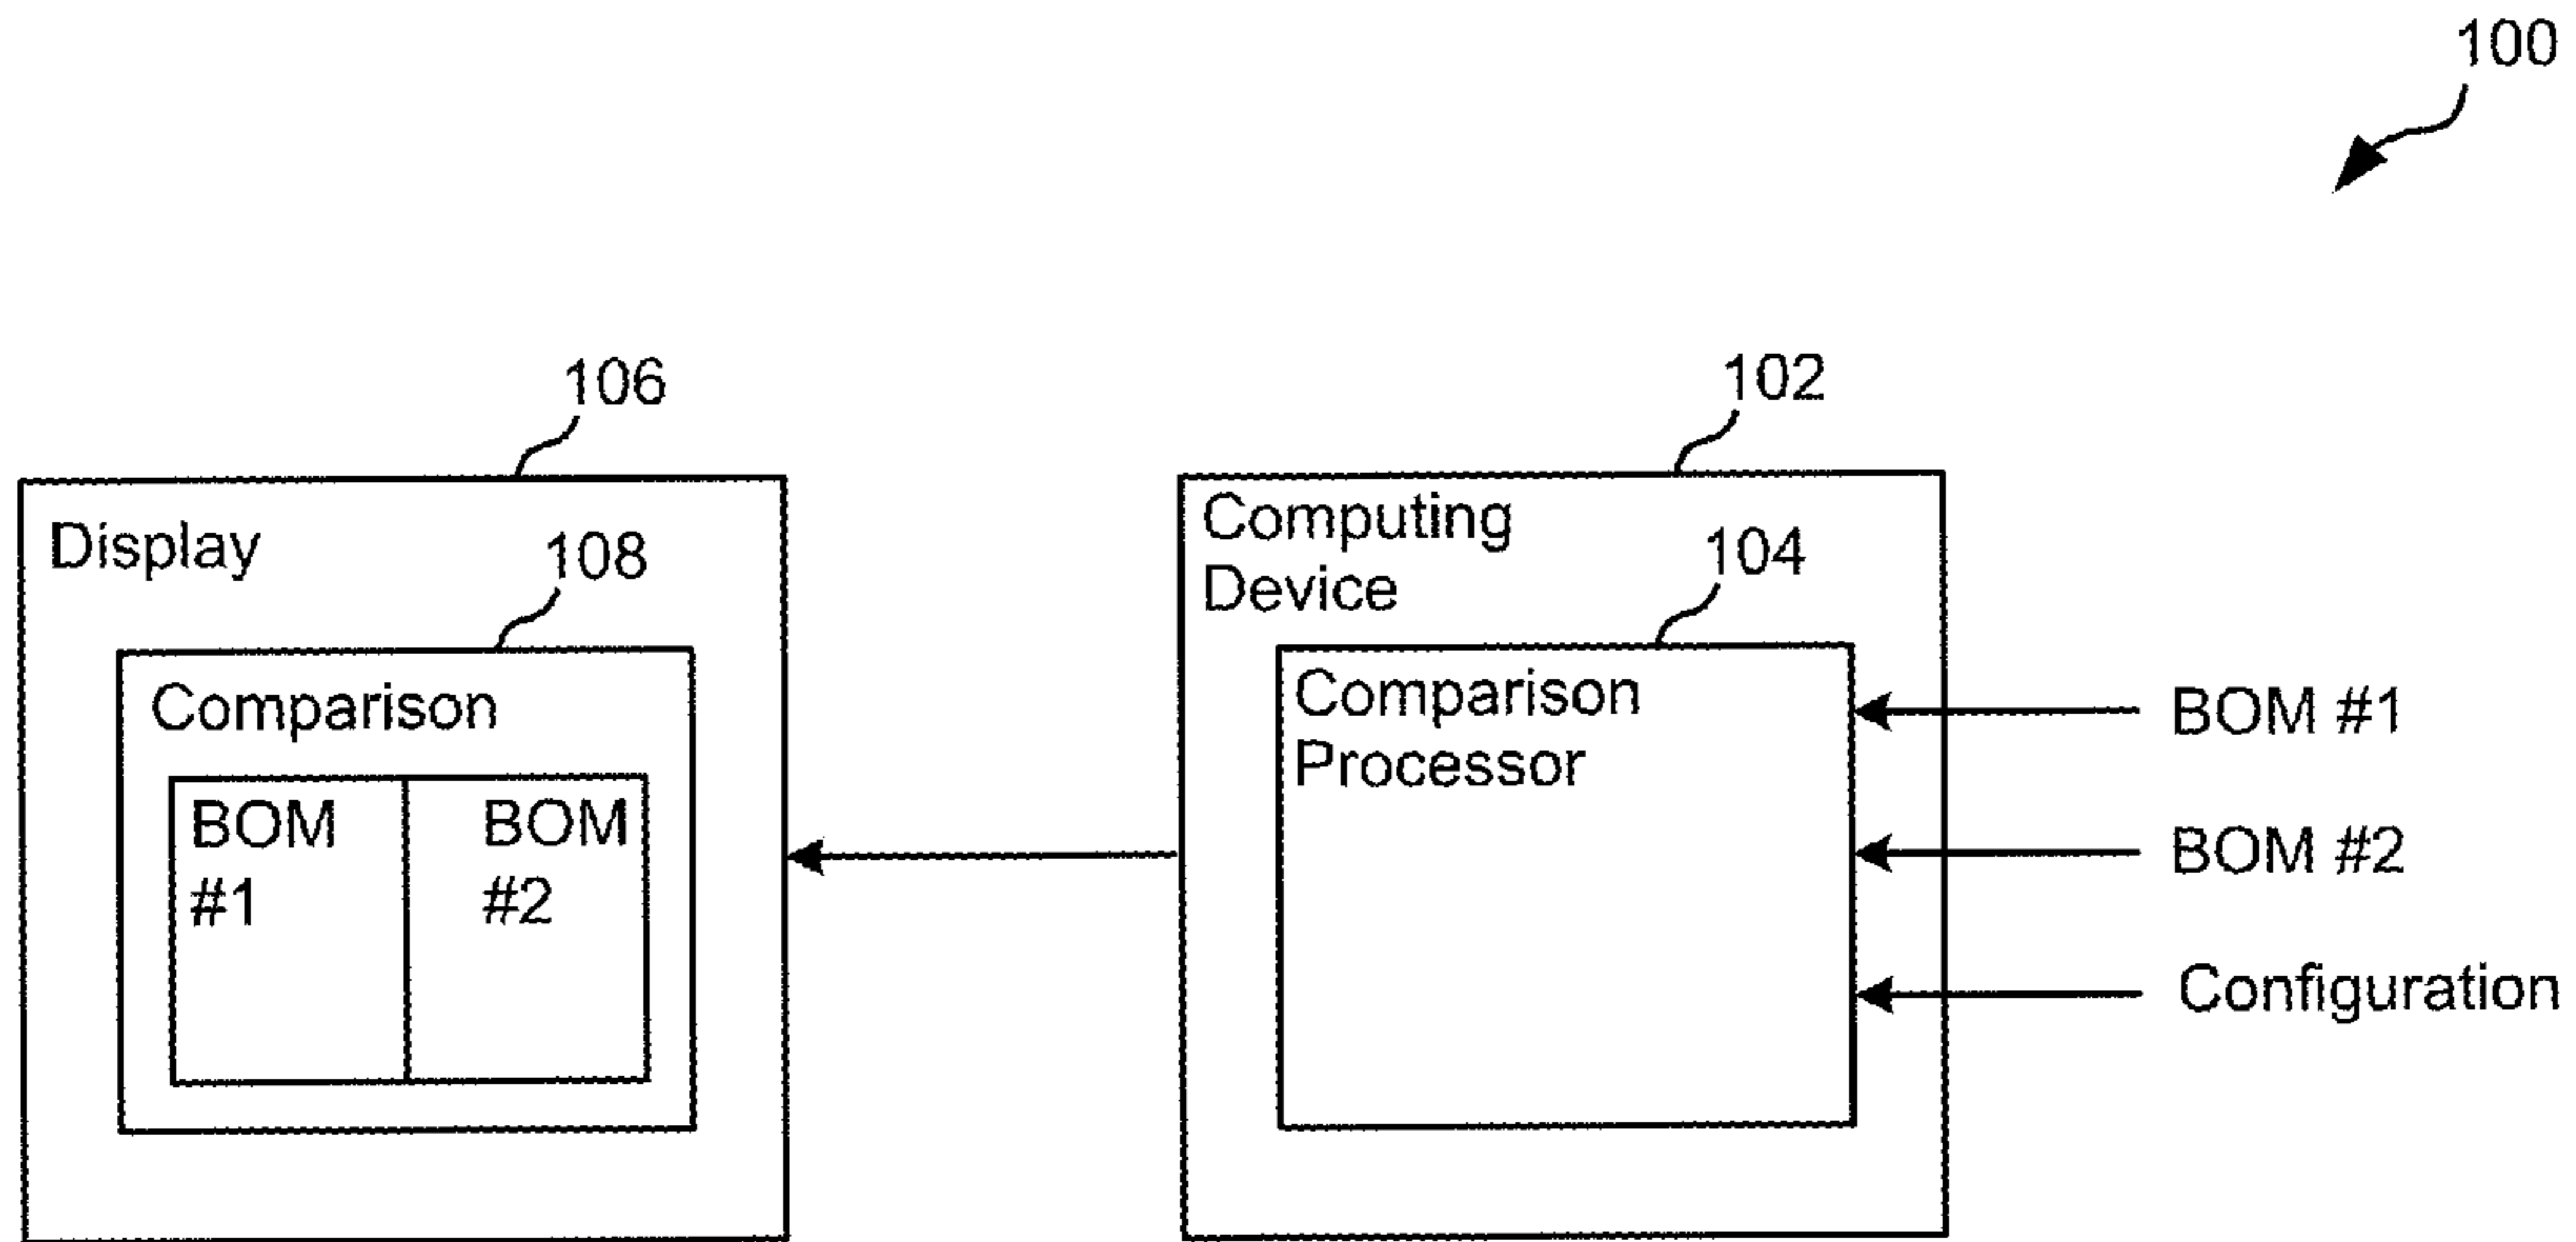 100
106
102
Display
108
Computing
Device
104
Comparison
BOM
#1
BOM
#2
Comparison
Processor
BOM #1
BOM #2
Configuration